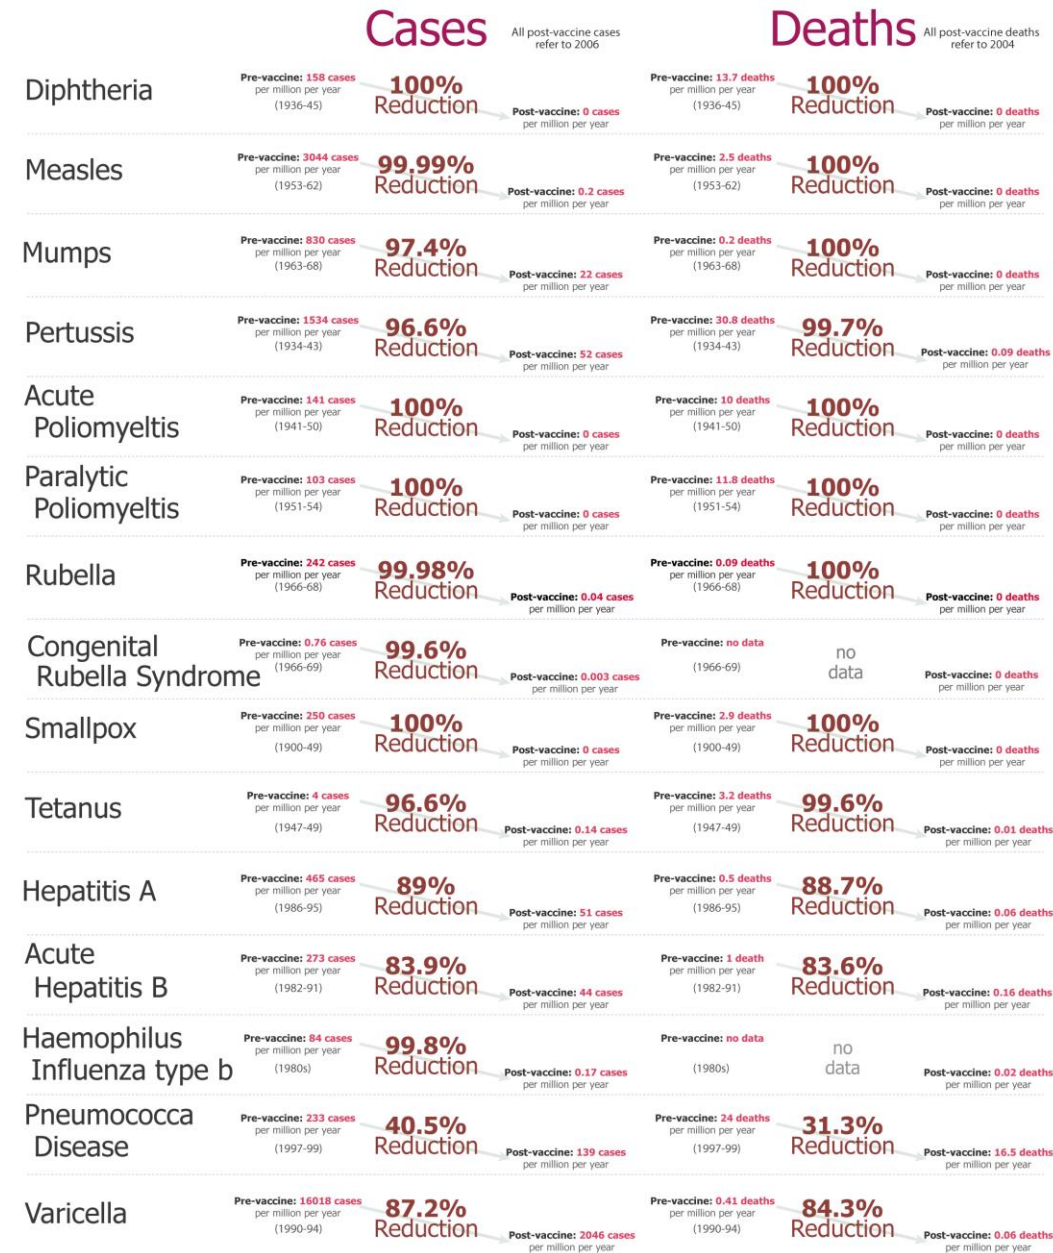 Cases
All post-vaccine cases
refer to 2006
Deaths
All post-vaccine deaths
refer to 2004
Diphtheria
Pre-vaccine: 158 cases
per million per year
(1936-45)
100%
Reduction
Post-vaccine: 0 cases
per million per year
Pre-vaccine: 13.7 deaths
per million per year
(1936-45)
100%
Reduction
Post-vaccine: 0 deaths
per million per year
Measles
Pre-vaccine: 3044 cases
per million per year
(1953-62)
99.99%
Reduction
Post-vaccine: 0.2 cases
per million per year
Pre-vaccine: 2.5 deaths
per million per year
(1953-62)
100%
Reduction
Post-vaccine: 0 deaths
per million per year
Mumps
Pre-vaccine: 830 cases
per million per year
(1963-68)
97.4%
Reduction
Post-vaccine: 22 cases
per million per year
Pre-vaccine: 0.2 deaths
per million per year
(1963-68)
100%
Reduction
Post-vaccine: 0 deaths
per million per year
Pertussis
Pre-vaccine: 1534 cases
per million per year
(1934-43)
96.6%
Reduction
Post-vaccine: 52 cases
per million per year
Pre-vaccine: 30.8 deaths
per million per year
(1934-43)
99.7%
Reduction
Post-vaccine: 0.09 deaths
per million per year
Acute
Poliomyeltis
Pre-vaccine: 141 cases
per million per year
(1941-50)
100%
Reduction
Post-vaccine: 0 cases
per million per year
Pre-vaccine: 10 deaths
per million per year
(1941-50)
100%
Reduction
Post-vaccine: 0 deaths
per million per year
Paralytic
Poliomyeltis
Pre-vaccine: 103 cases
per million per year
(1951-54)
100%
Reduction
Post-vaccine: 0 cases
per million per year
Pre-vaccine: 11.8 deaths
per million per year
(1951-54)
100%
Reduction
Post-vaccine: 0 deaths
per million per year
Rubella
Pre-vaccine: 242 cases
per million per year
(1966-68)
99.98%
Reduction
Post-vaccine: 0.04 cases
per million per year
Pre-vaccine: 0.09 deaths
per million per year
(1966-68)
100%
Reduction
Post-vaccine: 0 deaths
per million per year
Congenital
Rubella Syndrome
Pre-vaccine: 0.76 cases
per million per year
(1966-69)
99.6%
Reduction
Post-vaccine: 0.003 cases
per million per year
Pre-vaccine: no data
(1966-69)
no
data
Post-vaccine: 0 deaths
per million per year
Smallpox
Pre-vaccine: 250 cases
per million per year
(1900-49)
100%
Reduction
Post-vaccine: 0 cases
per million per year
Pre-vaccine: 2.9 deaths
per million per year
(1900-49)
100%
Reduction
Post-vaccine: 0 deaths
per million per year
Tetanus
Pre-vaccine: 4 cases
per million per year
(1947-49)
96.6%
Reduction
Post-vaccine: 0.14 cases
per million per year
Pre-vaccine: 3.2 deaths
per million per year
(1947-49)
99.6%
Reduction
Post-vaccine: 0.01 deaths
per million per year
Hepatitis A
Pre-vaccine: 465 cases
per million per year
(1986-95)
89%
Reduction
Post-vaccine: 51 cases
per million per year
Pre-vaccine: 0.5 deaths
per million per year
(1986-95)
88.7%
Reduction
Post-vaccine: 0.06 deaths
per million per year
Acute
Hepatitis B
Pre-vaccine: 273 cases
per million per year
(1982-91)
83.9%
Reduction
Post-vaccine: 44 cases
per million per year
Pre-vaccine: 1 death
per million per year
(1982-91)
83.6%
Reduction
Post-vaccine: 0.16 deaths
per million per year
Haemophilus
Influenza type b
Pre-vaccine: 84 cases
per million per year
(1980s)
99.8%
Reduction
Post-vaccine: 0.17 cases
per million per year
Pre-vaccine: no data
(1980s)
no
data
Post-vaccine: 0.02 deaths
per million per year
Pneumococca
Disease
Pre-vaccine: 233 cases
per million per year
(1997-99)
40.5%
Reduction
Post-vaccine: 139 cases
per million per year
Pre-vaccine: 24 deaths
per million per year
(1997-99)
31.3%
Reduction
Post-vaccine: 16.5 deaths
per million per year
Varicella
Pre-vaccine: 16018 cases
per million per year
(1990-94)
87.2%
Reduction
Post-vaccine: 2046 cases
per million per year
Pre-vaccine: 0.41 deaths
per million per year
(1990-94)
84.3%
Reduction
Post-vaccine: 0.06 deaths
per million per year